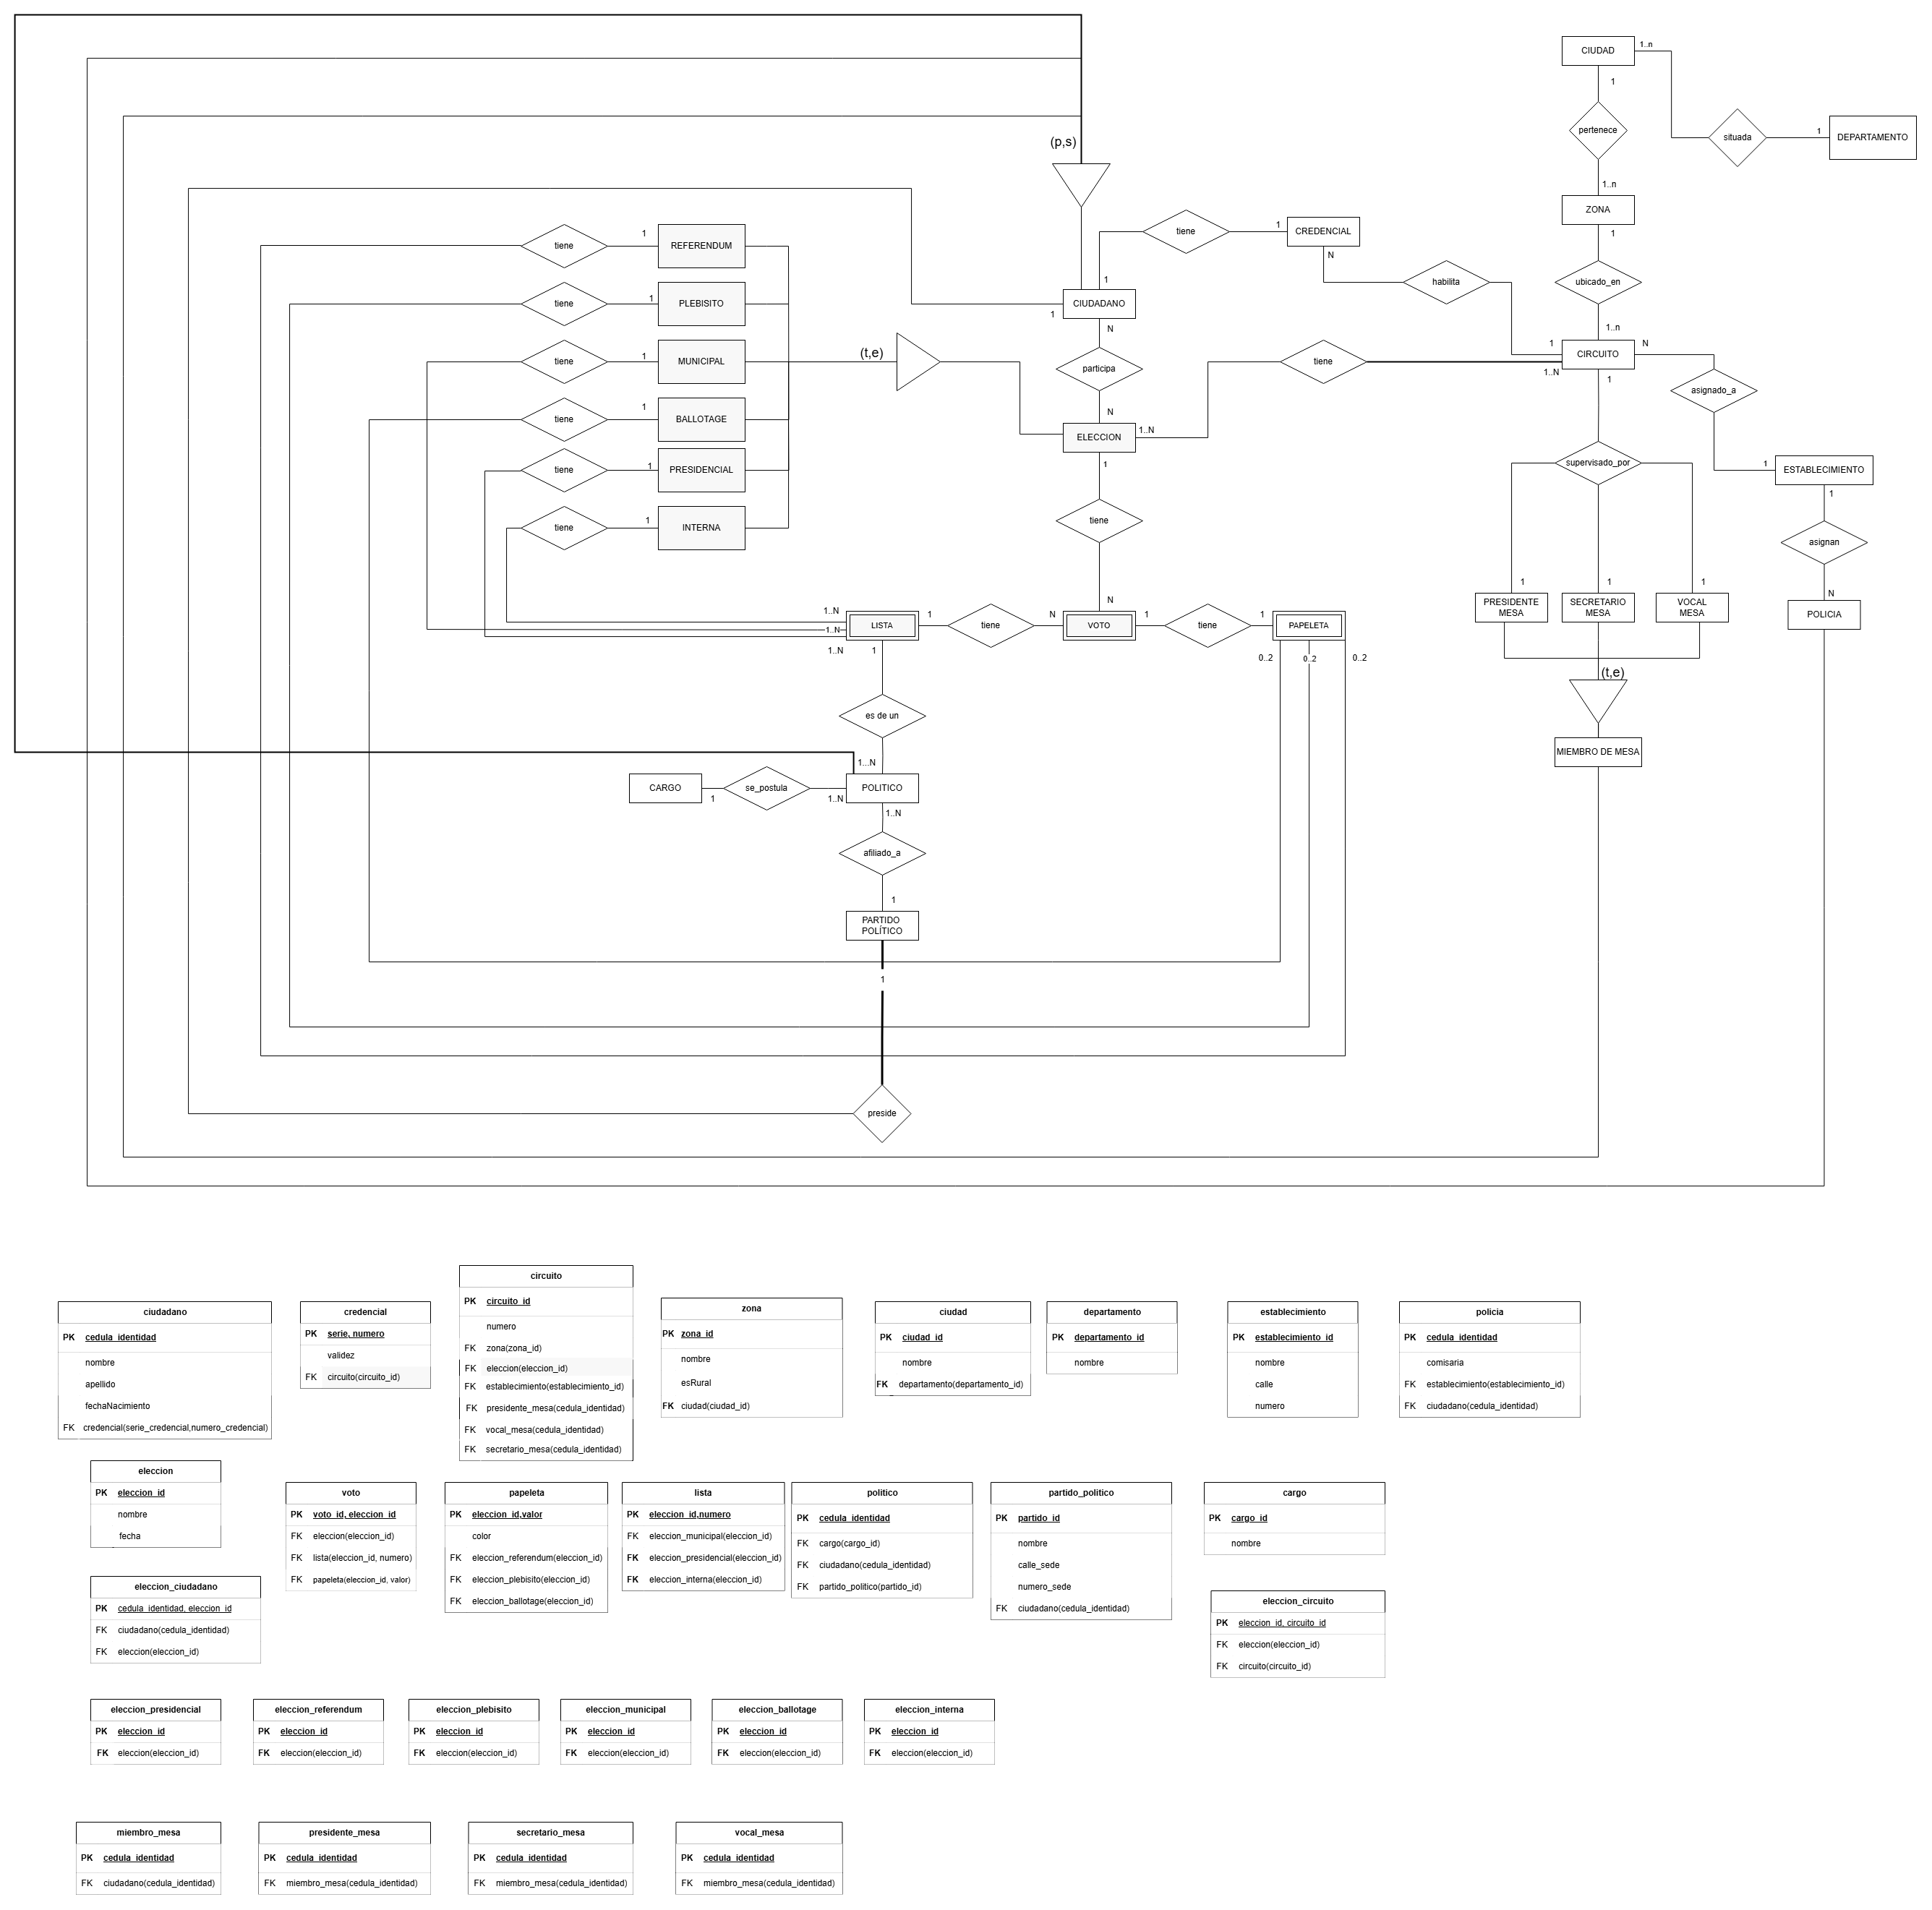 CIUDAD
1..n
1
pertenece
situada
1
DEPARTAMENTO
(p,s)
1..n
ZONA
1
REFERENDUM
tiene
1
tiene
1
CREDENCIAL
N
1
ubicado_en
habilita
1
PLEBISITO
tiene
1
CIUDADANO
1
N
1..n
1
CIRCUITO
N
1..N
1
tiene
1
MUNICIPAL
(t,e)
participa
tiene
asignado_a
N
tiene
1
BALLOTAGE
ELECCION
1..N
1
tiene
1
PRESIDENCIAL
supervisado_por
1
ESTABLECIMIENTO
1
tiene
1
INTERNA
tiene
asignan
1
1
1
N
PRESIDENTE
MESA
SECRETARIO
MESA
VOCAL
MESA
POLICIA
N
1..N
1..N
1..N
LISTA
1
tiene
N
VOTO
1
tiene
1
PAPELETA
1
0..2
0..2
0..2
(t,e)
es de un
MIEMBRO DE MESA
1...N
CARGO
1
se_postula
1..N
POLITICO
1..N
afiliado_a
1
PARTIDO
POLÍTICO
1
preside
ciudadano
PK cedula_identidad
nombre
apellido
fechaNacimiento
FK credencial(serie_credencial,numero_credencial)
credencial
PK serie, numero
validez
FK circuito(circuito_id)
circuito
PK circuito_id
numero
FK zona(zona_id)
FK eleccion(eleccion_id)
FK establecimiento(establecimiento_id)
FK presidente_mesa(cedula_identidad)
FK vocal_mesa(cedula_identidad)
FK secretario_mesa(cedula_identidad)
zona
PK zona_id
nombre
esRural
FK ciudad(ciudad_id)
ciudad
PK ciudad_id
nombre
FK departamento(departamento_id)
departamento
PK departamento_id
nombre
establecimiento
PK establecimiento_id
nombre
calle
numero
policia
PK cedula_identidad
comisaria
FK establecimiento(establecimiento_id)
FK ciudadano(cedula_identidad)
eleccion
PK eleccion_id
nombre
fecha
voto
PK voto_id, eleccion_id
FK eleccion(eleccion_id)
FK lista(eleccion_id, numero)
FK papeleta(eleccion_id, valor)
papeleta
PK eleccion_id,valor
color
FK eleccion_referendum(eleccion_id)
FK eleccion_plebisito(eleccion_id)
FK eleccion_ballotage(eleccion_id)
lista
PK eleccion_id,numero
FK eleccion_municipal(eleccion_id)
FK eleccion_presidencial(eleccion_id)
FK eleccion_interna(eleccion_id)
politico
PK cedula_identidad
FK cargo(cargo_id)
FK ciudadano(cedula_identidad)
FK partido_politico(partido_id)
partido_politico
PK partido_id
nombre
calle_sede
numero_sede
FK ciudadano(cedula_identidad)
cargo
PK cargo_id
nombre
eleccion_ciudadano
PK cedula_identidad, eleccion_id
FK ciudadano(cedula_identidad)
FK eleccion(eleccion_id)
eleccion_circuito
PK eleccion_id, circuito_id
FK eleccion(eleccion_id)
FK circuito(circuito_id)
eleccion_presidencial
PK eleccion_id
FK eleccion(eleccion_id)
eleccion_referendum
PK eleccion_id
FK eleccion(eleccion_id)
eleccion_plebisito
PK eleccion_id
FK eleccion(eleccion_id)
eleccion_municipal
PK eleccion_id
FK eleccion(eleccion_id)
eleccion_ballotage
PK eleccion_id
FK eleccion(eleccion_id)
eleccion_interna
PK eleccion_id
FK eleccion(eleccion_id)
miembro_mesa
PK cedula_identidad
FK ciudadano(cedula_identidad)
presidente_mesa
PK cedula_identidad
FK miembro_mesa(cedula_identidad)
secretario_mesa
PK cedula_identidad
FK miembro_mesa(cedula_identidad)
vocal_mesa
PK cedula_identidad
FK miembro_mesa(cedula_identidad)